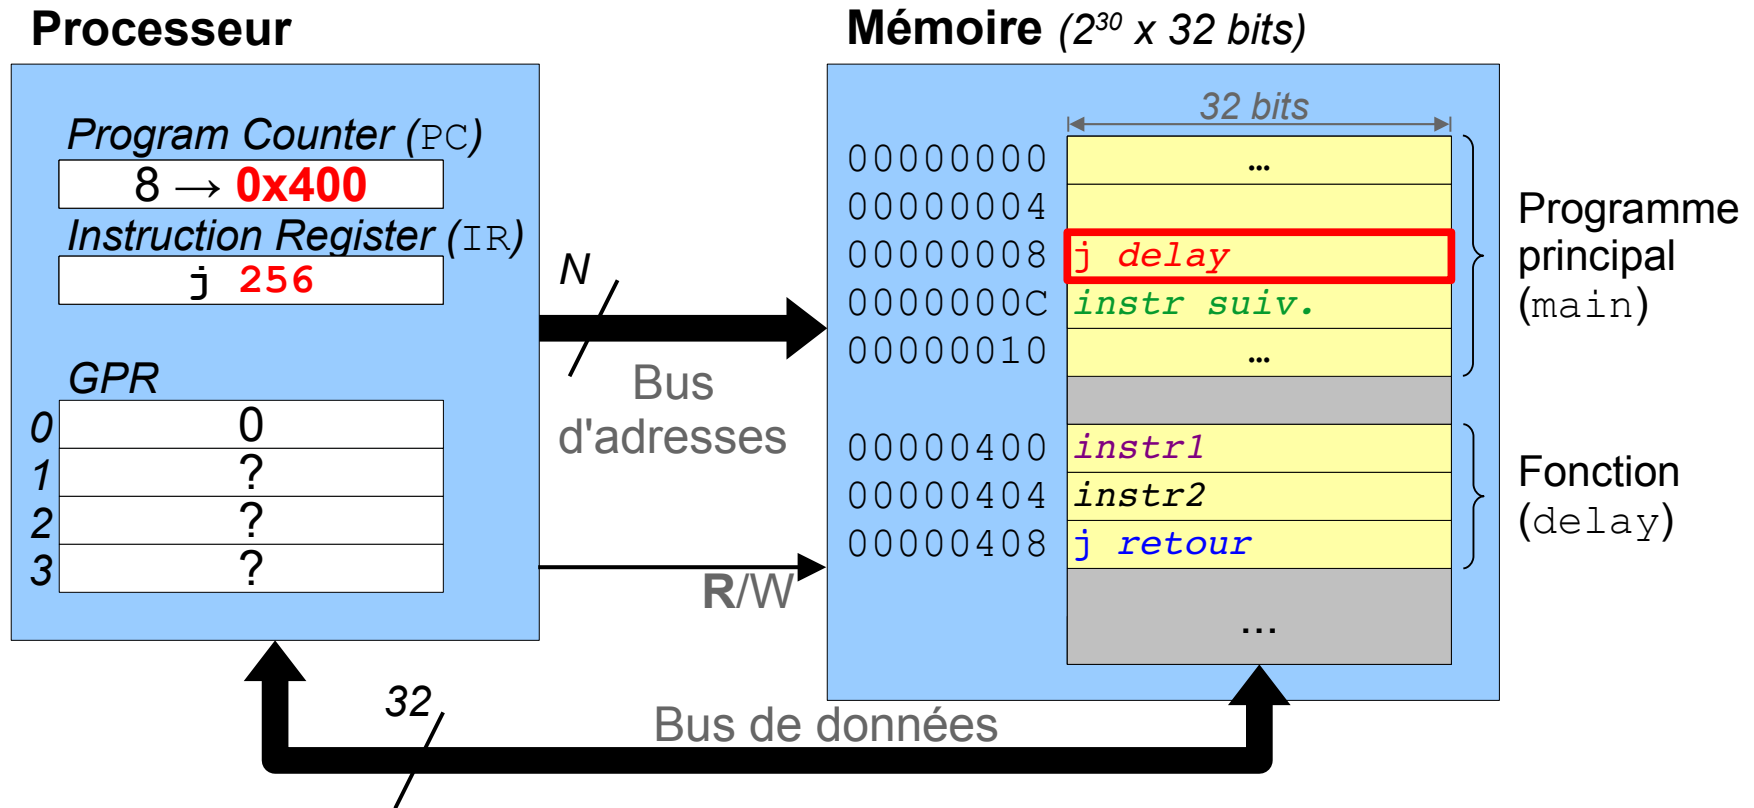 Processeur
Mémoire (2³⁰ x 32 bits)
Program Counter (PC)
8 → 0x400
Instruction Register (IR)
j 256
GPR
0 0
1 ?
2 ?
3 ?
N
Bus
d'adresses
R/W
32
Bus de données
32 bits
00000000 ...
00000004
00000008 j delay
0000000C instr suiv.
00000010 ...
00000400 instr1
00000404 instr2
00000408 j retour
...
Programme
principal
(main)
Fonction
(delay)